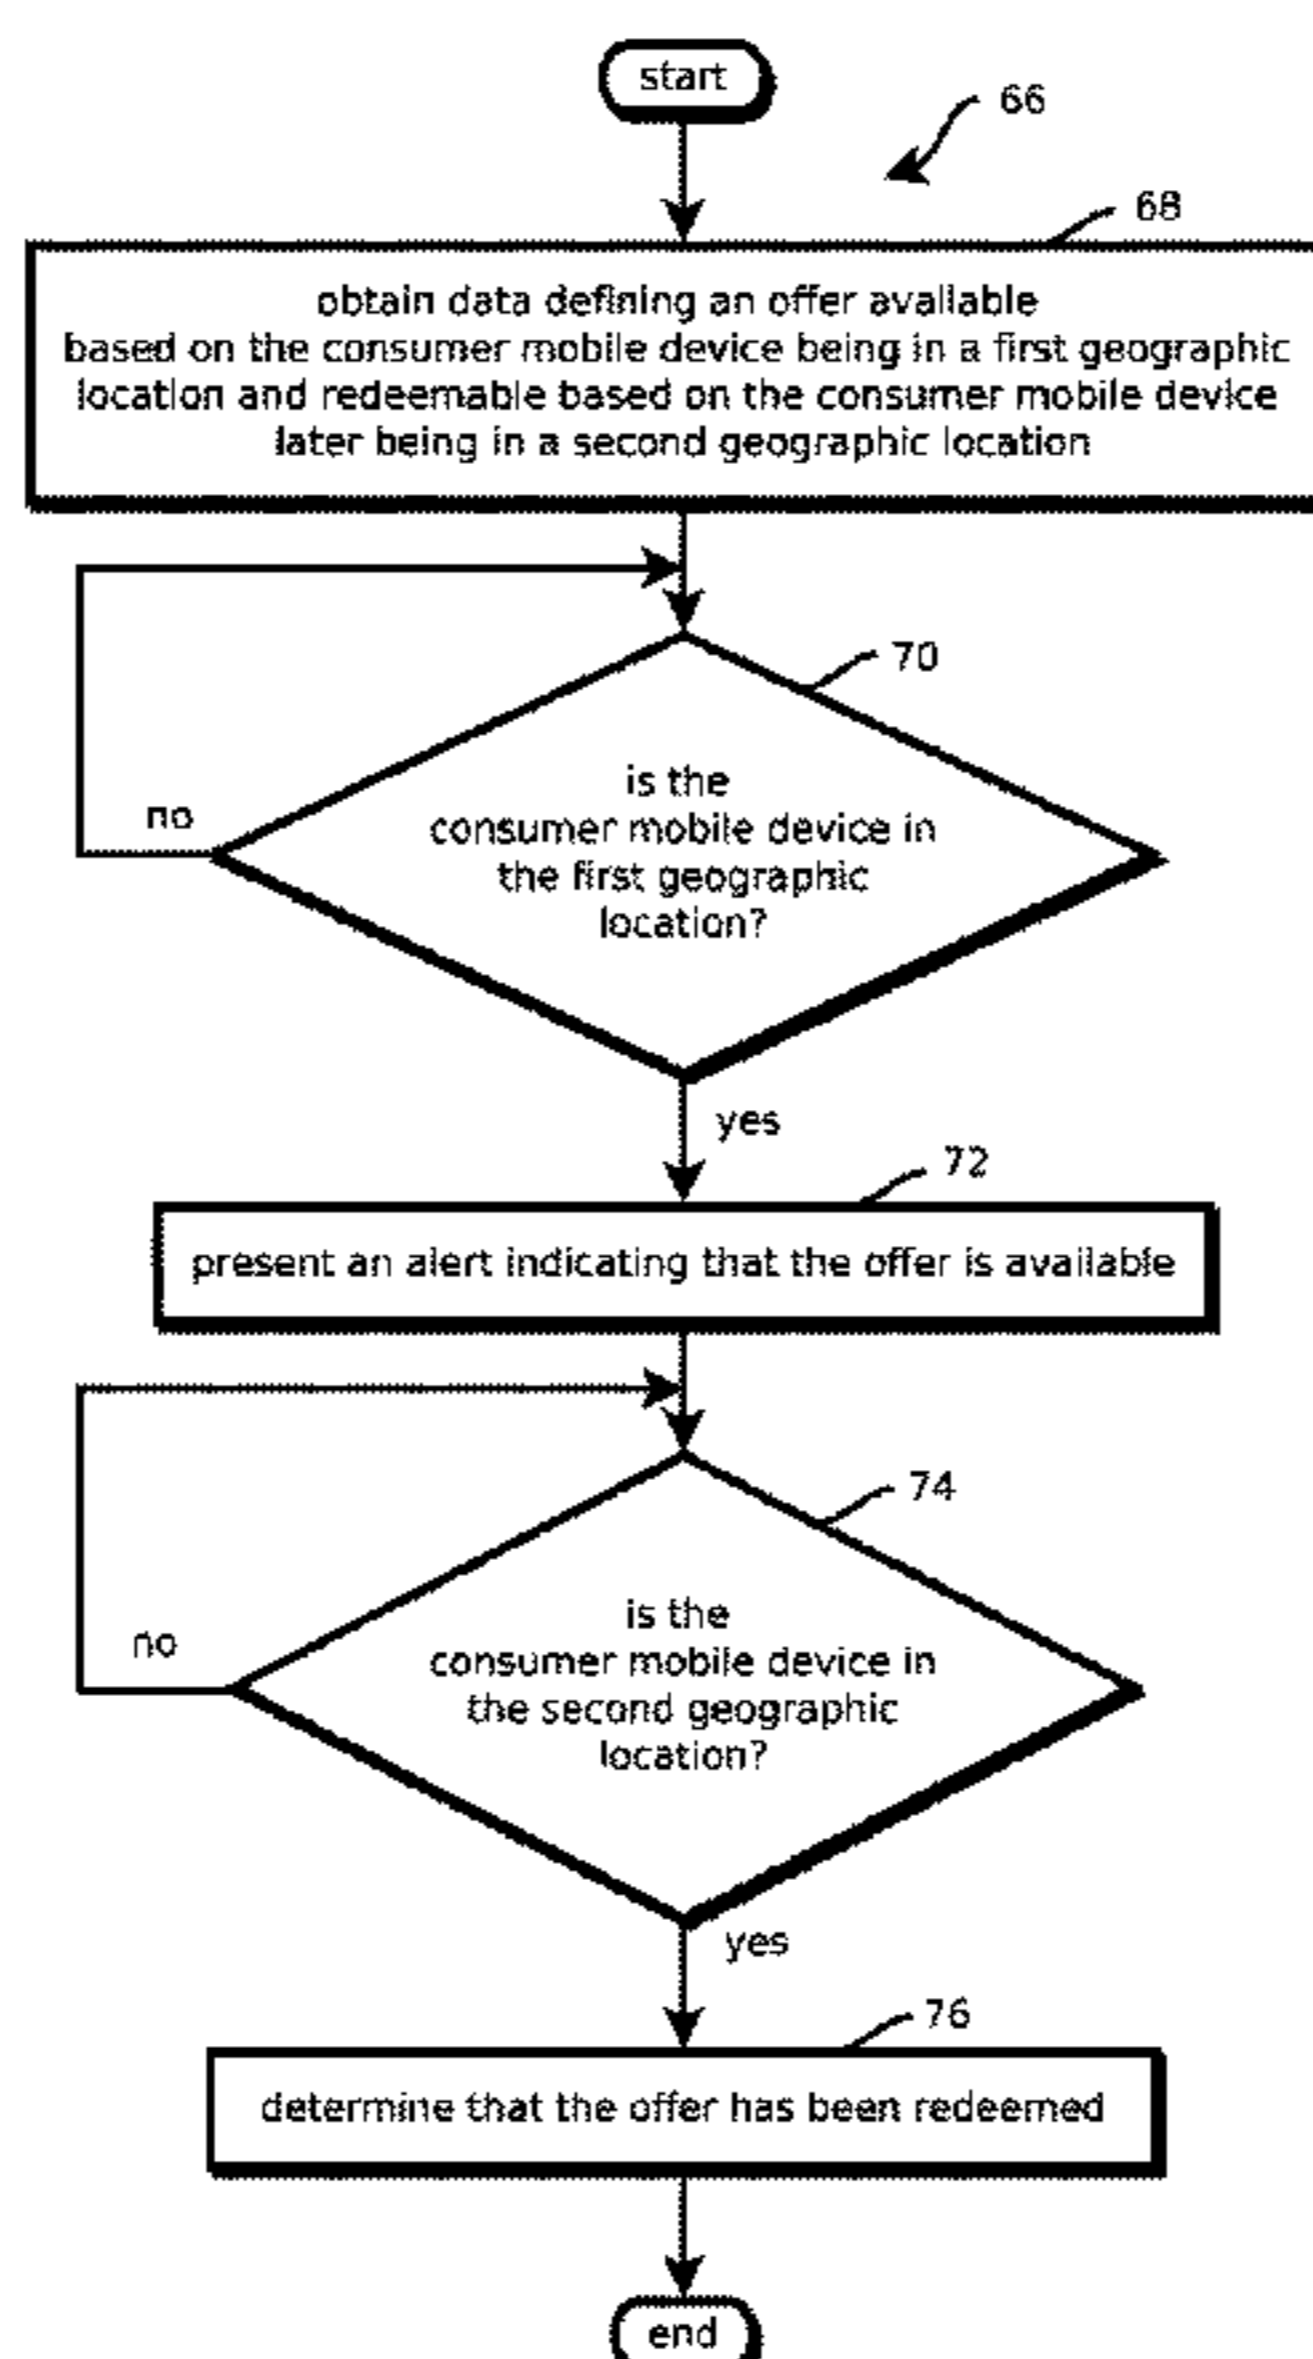 start
66
68
obtain data defining an offer available
based on the consumer mobile device being in a first geographic
location and redeemable based on the consumer mobile device
later being in a second geographic location
70
is the
consumer mobile device in
the first geographic
location?
no
yes
72
present an alert indicating that the offer is available
74
is the
consumer mobile device in
the second geographic
location?
no
yes
76
determine that the offer has been redeemed
end